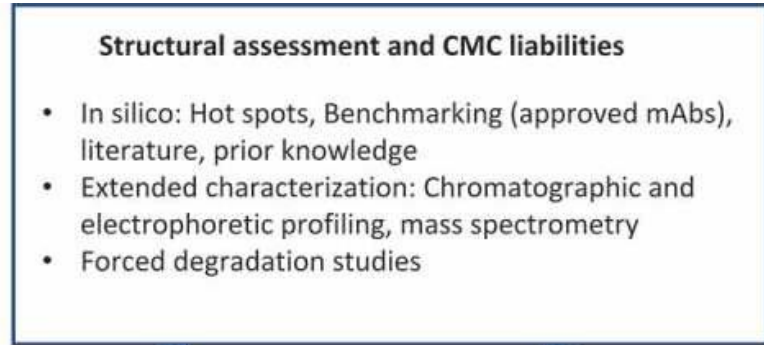 Structural assessment and CMC liabilities
• In silico: Hot spots, Benchmarking (approved mAbs),
literature, prior knowledge
• Extended characterization: Chromatographic and
electrophoretic profiling, mass spectrometry
• Forced degradation studies